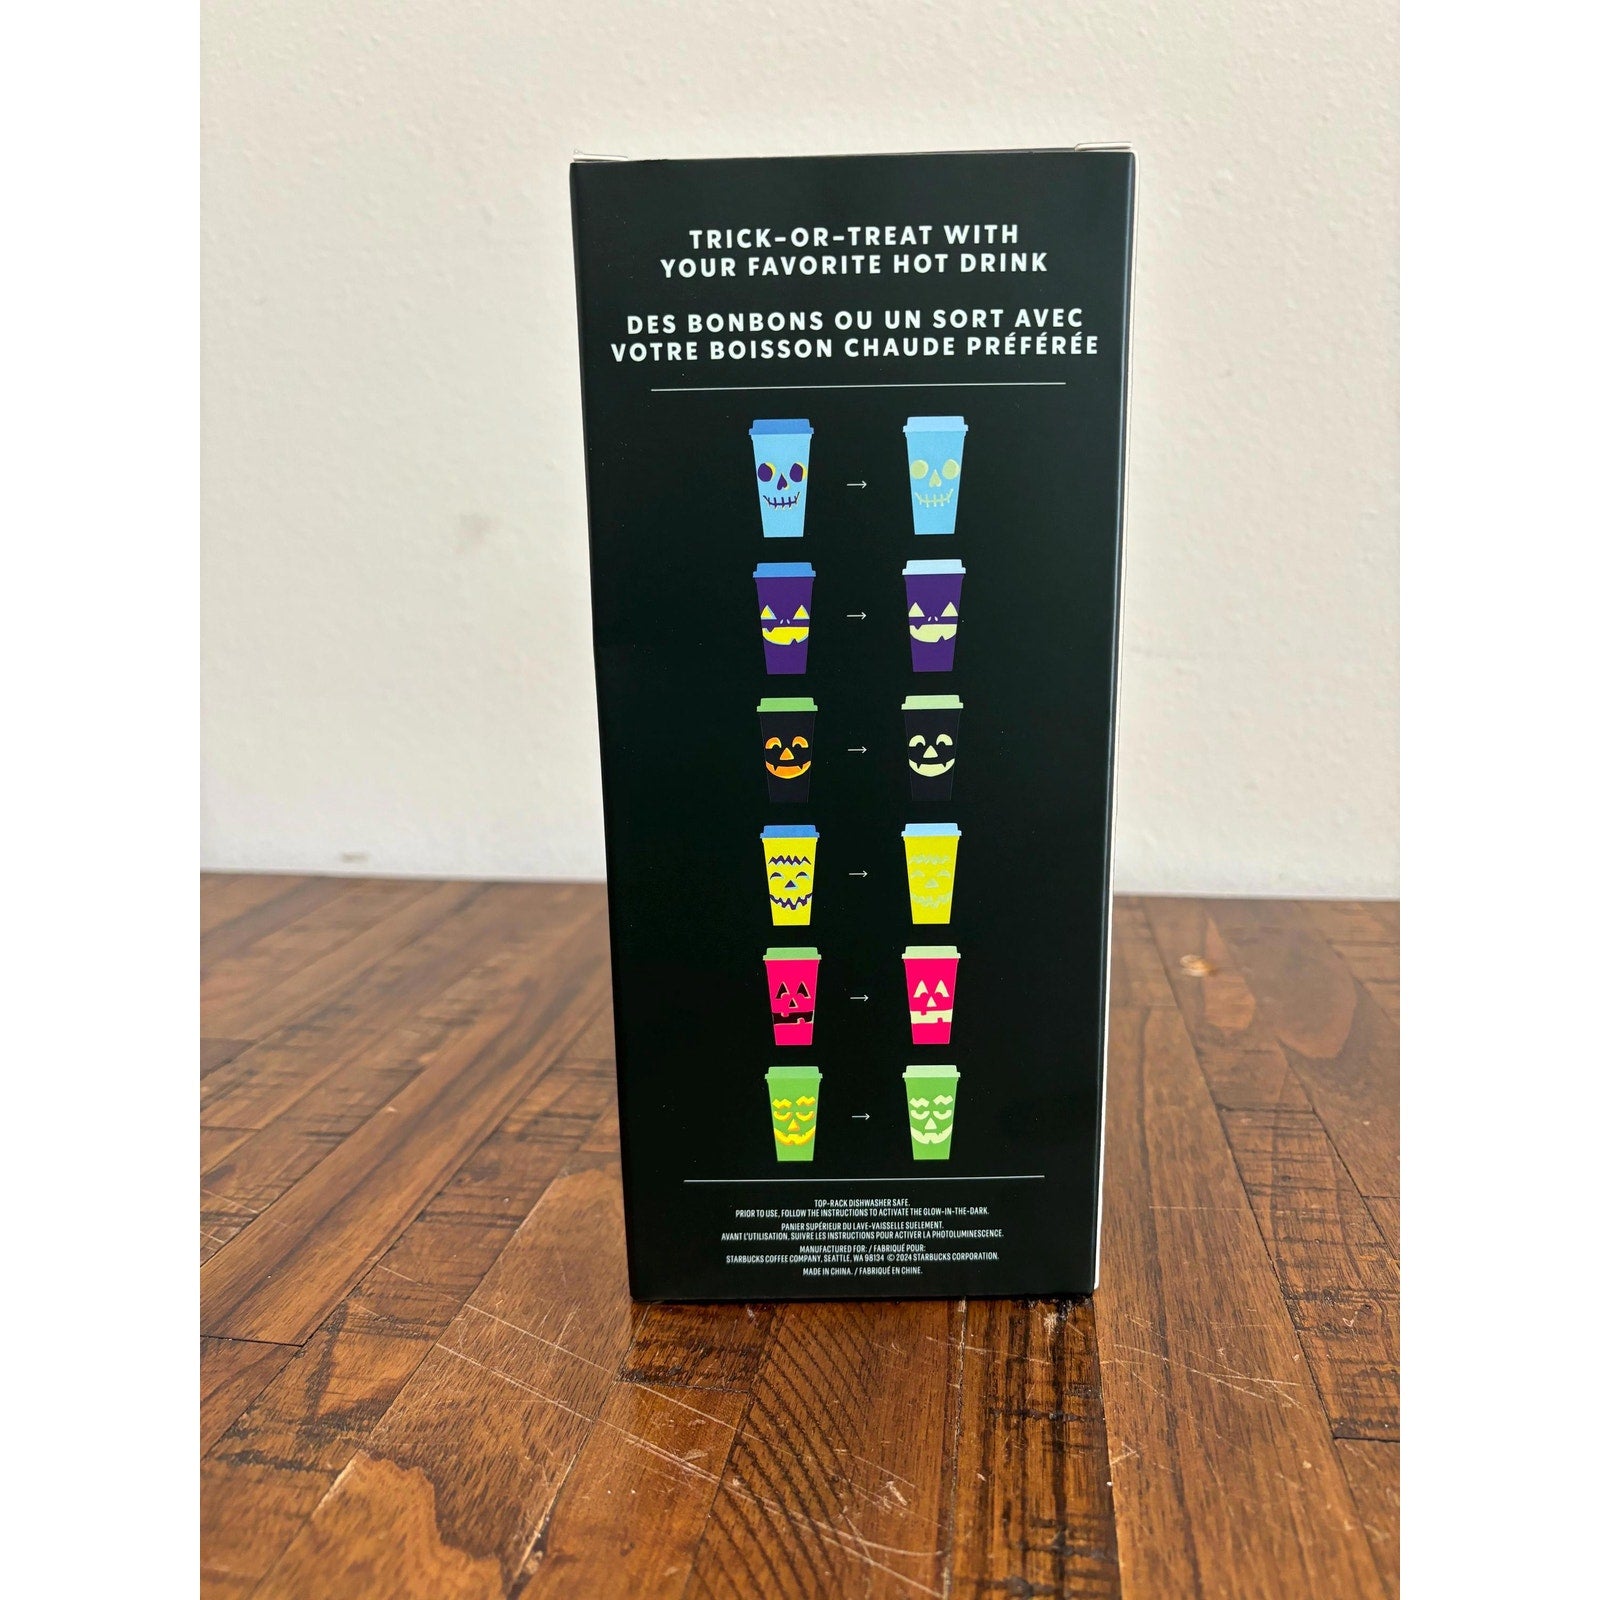 TRICK-OR-TREAT WITH
YOUR FAVORITE HOT DRINK
DES BONBONS OU UN SORT AVEC
VOTRE BOISSON CHAUDE PRÉFÉRÉE
TOP-RACK DISHWASHER SAFE.
PRIOR TO USE, FOLLOW THE INSTRUCTIONS TO ACTIVATE THE GLOW-IN-THE-DARK.
PANIER SUPÉRIEUR DU LAVE-VAISSELLE SUELEMENT.
AVANT L'UTILISATION, SUIVRE LES INSTRUCTIONS POUR ACTIVER LA PHOTOLUMINESCENCE.
MANUFACTURED FOR: / FABRIQUÉ POUR:
STARBUCKS COFFEE COMPANY, SEATTLE, WA 98134 ©2024 STARBUCKS CORPORATION.
MADE IN CHINA. / FABRIQUÉ EN CHINE.